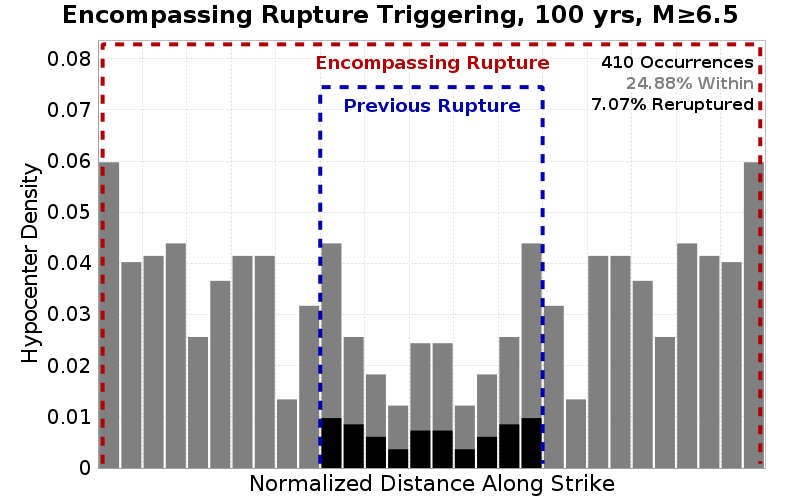 Encompassing Rupture Triggering, 100 yrs, M≥6.5
Encompassing Rupture
410 Occurrences
24.88% Within
7.07% Reruptured
Previous Rupture
0.08
0.07
0.06
0.05
0.04
0.03
0.02
0.01
0
Hypocenter Density
Normalized Distance Along Strike